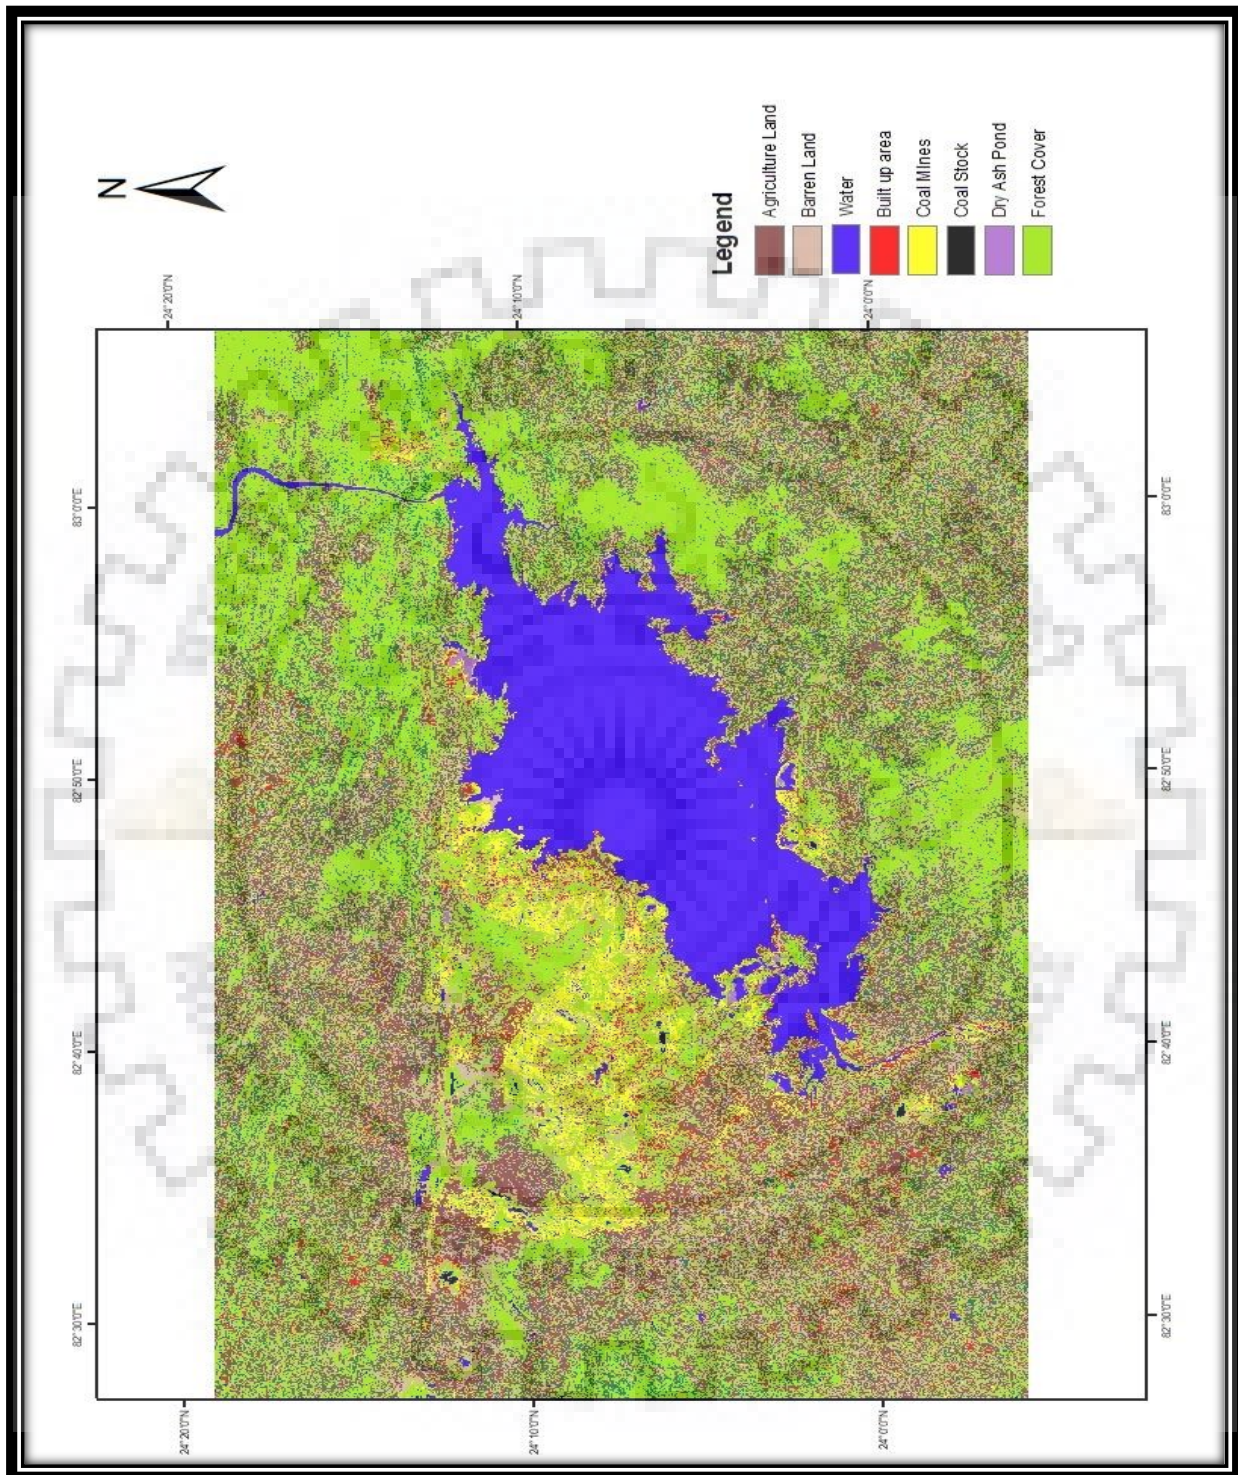 N
Legend
Agriculture Land
Barren Land
Water
Built up area
Coal MInes
Coal Stock
Dry Ash Pond
Forest Cover
24°20'0"N
24°10'0"N
24°0'0"N
82°30'0"E
82°40'0"E
82°50'0"E
83°0'0"E
82°30'0"E
82°40'0"E
82°50'0"E
83°0'0"E
24°20'0"N
24°10'0"N
24°0'0"N